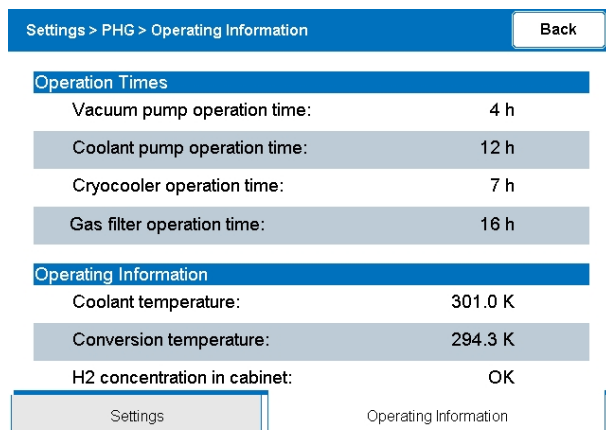 Settings > PHG > Operating Information Back
Operation Times
Vacuum pump operation time: 4 h
Coolant pump operation time: 12 h
Cryocooler operation time: 7 h
Gas filter operation time: 16 h
Operating Information
Coolant temperature: 301.0 K
Conversion temperature: 294.3 K
H2 concentration in cabinet: OK
Settings Operating Information